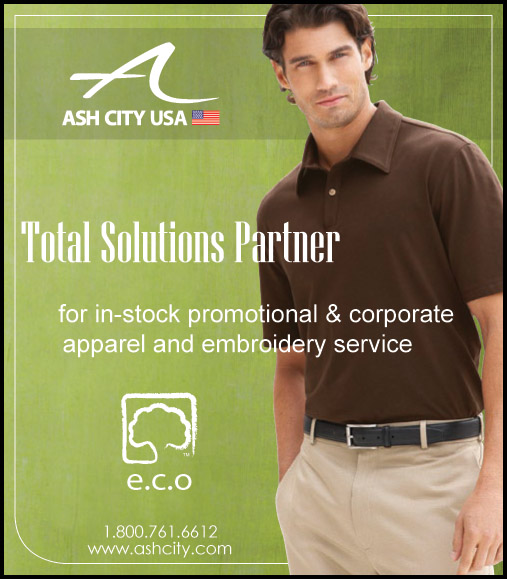 ASH CITY USA
Total Solutions Partner
for in-stock promotional & corporate
apparel and embroidery service
TM
e.c.o
1.800.761.6612
www.ashcity.com